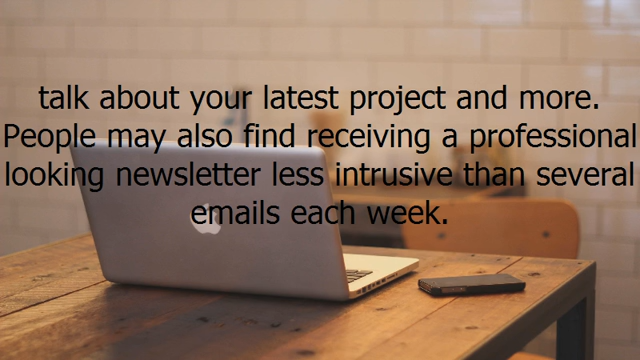 talk about your latest project and more.
People may also find receiving a professional
looking newsletter less intrusive than several
emails each week.